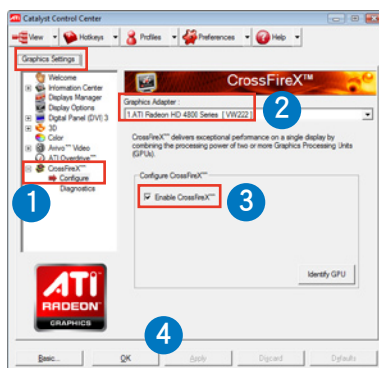 Catalyst Control Center
View Hotkeys Profiles Preferences Help
Graphics Settings
Welcome
Information Center
Displays Manager
Display Options
Digital Panel (DVI) 3
3D
Color
Avivo™ Video
ATI Overdrive™
CrossFireX™
Configure
Diagnostics
1
CrossFireX™
Graphics Adapter :
1.ATI Radeon HD 4800 Series [ VW222 ]
2
CrossFireX™ delivers exceptional performance on a single display by
combining the processing power of two or more Graphics Processing Units
(GPUs).
Configure CrossFireX™
Enable CrossFireX™
3
Identify GPU
ATI
RADEON
GRAPHICS
4
Basic... OK Apply Discard Defaults